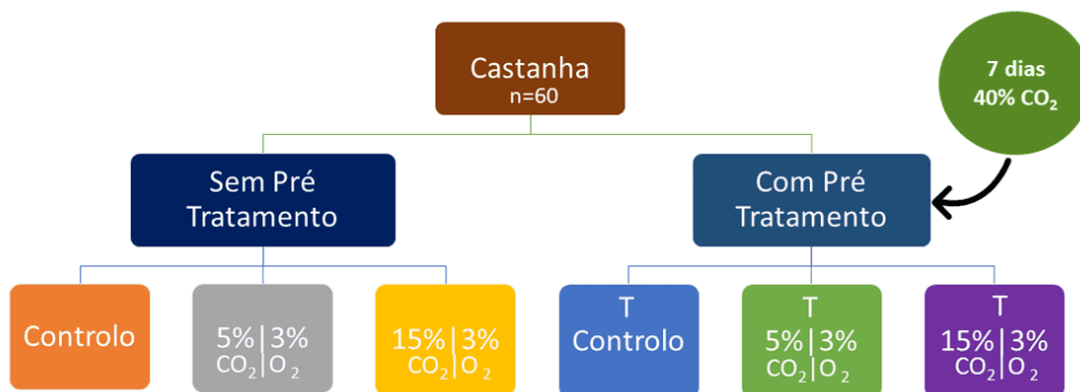 Castanha
n=60
7 dias
40% CO₂
Sem Pré
Tratamento
Com Pré
Tratamento
Controlo
5%|3%
CO₂|O₂
15%|3%
CO₂|O₂
T
Controlo
T
5%|3%
CO₂|O₂
T
15%|3%
CO₂|O₂